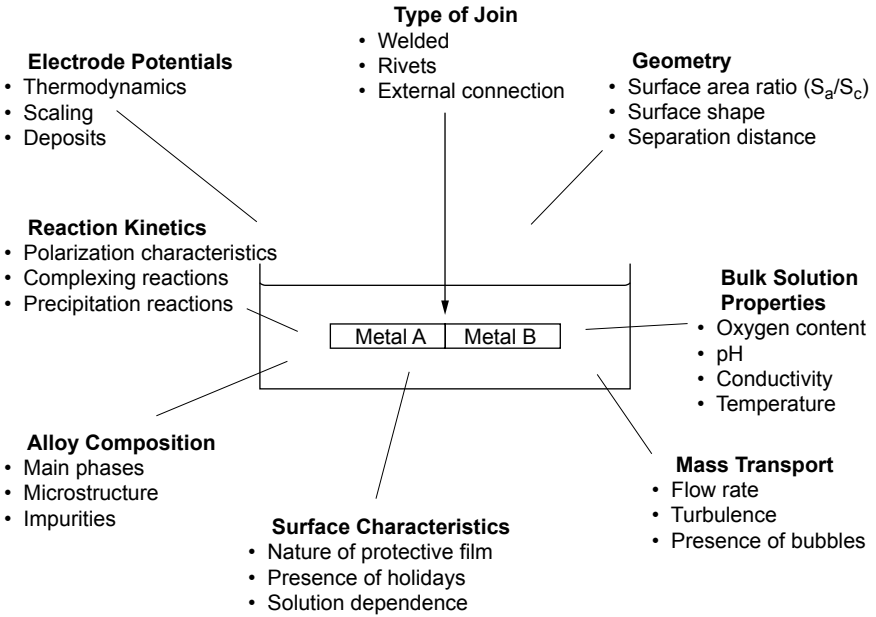 Type of Join
• Welded
• Rivets
• External connection
Electrode Potentials
• Thermodynamics
• Scaling
• Deposits
Geometry
• Surface area ratio (Sₐ/S_c)
• Surface shape
• Separation distance
Reaction Kinetics
• Polarization characteristics
• Complexing reactions
• Precipitation reactions
Metal A
Metal B
Bulk Solution
Properties
• Oxygen content
• pH
• Conductivity
• Temperature
Alloy Composition
• Main phases
• Microstructure
• Impurities
Surface Characteristics
• Nature of protective film
• Presence of holidays
• Solution dependence
Mass Transport
• Flow rate
• Turbulence
• Presence of bubbles